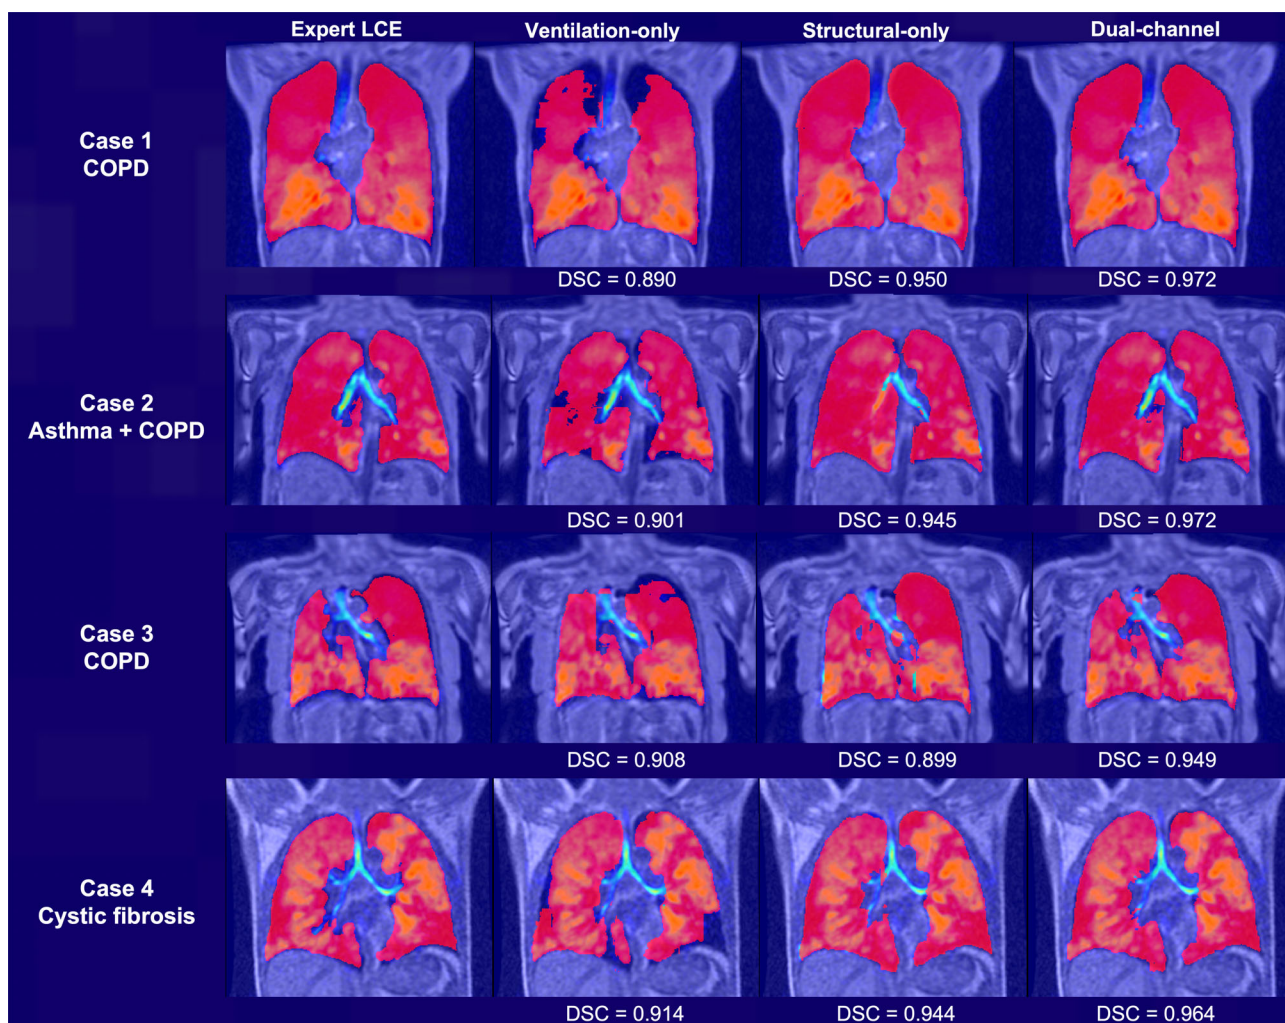 Expert LCE Ventilation-only Structural-only Dual-channel
Case 1
COPD
DSC = 0.890 DSC = 0.950 DSC = 0.972
Case 2
Asthma + COPD
DSC = 0.901 DSC = 0.945 DSC = 0.972
Case 3
COPD
DSC = 0.908 DSC = 0.899 DSC = 0.949
Case 4
Cystic fibrosis
DSC = 0.914 DSC = 0.944 DSC = 0.964